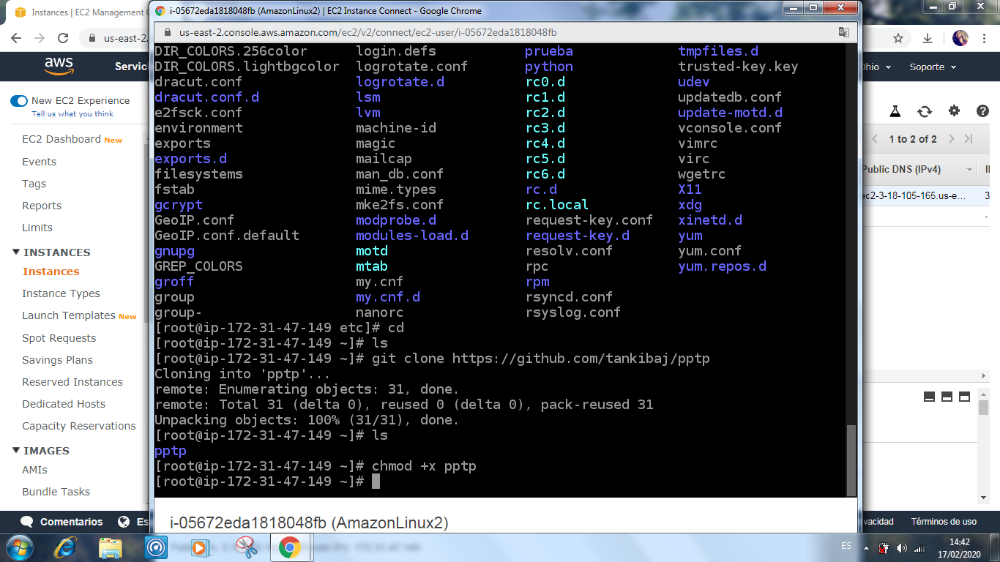 Instances | EC2 Management C
i-05672eda1818048fb (AmazonLinux2) | EC2 Instance Connect - Google Chrome
us-east-2.
us-east-2.console.aws.amazon.com/ec2/v2/connect/ec2-user/i-05672eda1818048fb
aws
Servici
Ohio
Soporte
New EC2 Experience
Tell us what you think
EC2 Dashboard New
Events
Tags
Reports
Limits
INSTANCES
Instances
Instance Types
Launch Templates New
Spot Requests
Savings Plans
Reserved Instances
Dedicated Hosts
Capacity Reservations
IMAGES
AMIs
Bundle Tasks
DIR_COLORS.256color login.defs prueba tmpfiles.d
DIR_COLORS.lightbgcolor logrotate.conf python trusted-key.key
dracut.conf logrotate.d rc0.d udev
dracut.conf.d lsm rc1.d updatedb.conf
e2fsck.conf lvm rc2.d update-motd.d
environment machine-id rc3.d vconsole.conf
exports magic rc4.d vimrc
exports.d mailcap rc5.d virc
filesystems man_db.conf rc6.d wgetrc
fstab mime.types rc.d X11
gcrypt mke2fs.conf rc.local xdg
GeoIP.conf modprobe.d request-key.conf xinetd.d
GeoIP.conf.default modules-load.d request-key.d yum
gnupg motd resolv.conf yum.conf
GREP_COLORS mtab rpc yum.repos.d
groff my.cnf rpm
group my.cnf.d rsyncd.conf
group- nanorc rsyslog.conf
[root@ip-172-31-47-149 etc]# cd
[root@ip-172-31-47-149 ~]# ls
[root@ip-172-31-47-149 ~]# git clone https://github.com/tankibaj/pptp
Cloning into 'pptp'...
remote: Enumerating objects: 31, done.
remote: Total 31 (delta 0), reused 0 (delta 0), pack-reused 31
Unpacking objects: 100% (31/31), done.
[root@ip-172-31-47-149 ~]# ls
pptp
[root@ip-172-31-47-149 ~]# chmod +x pptp
[root@ip-172-31-47-149 ~]#
i-05672eda1818048fb (AmazonLinux2)
1 to 2 of 2
Public DNS (IPv4)
ec2-3-18-105-165.us-e... 3
-
Comentarios
Es
vacidad
Términos de uso
ES
14:42
17/02/2020